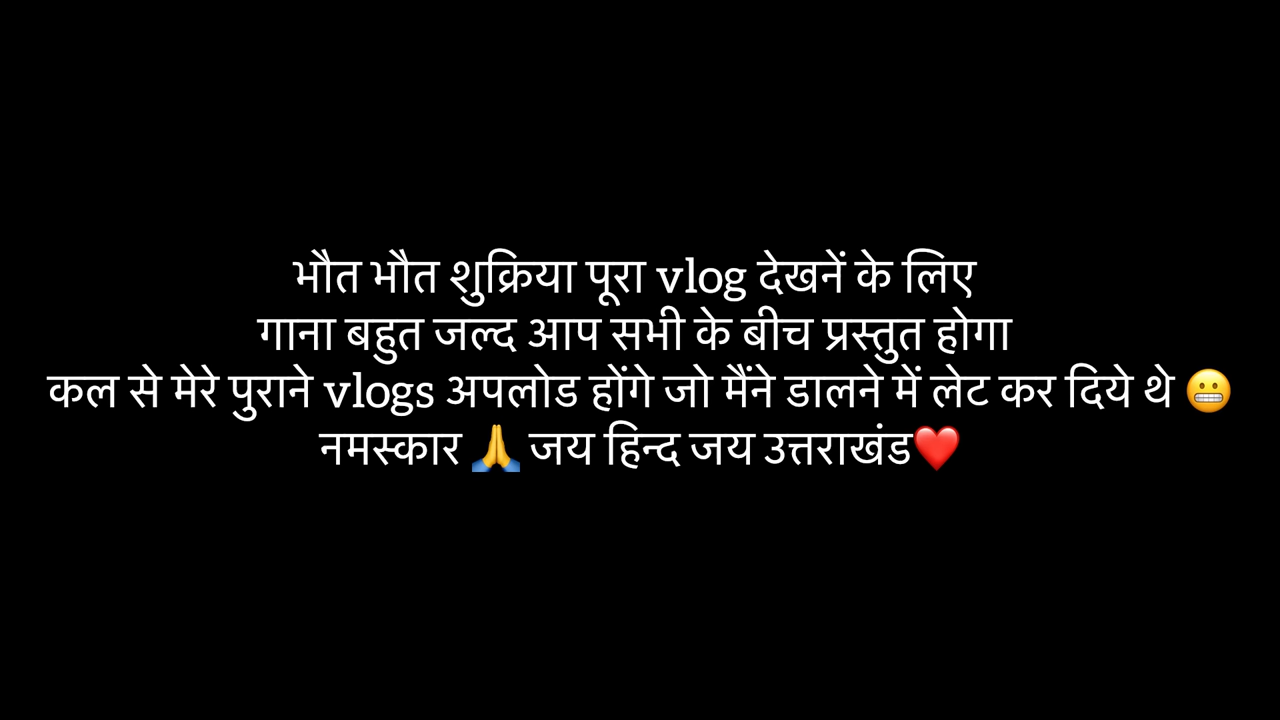 भौत भौत शुक्रिया पूरा vlog देखनें के लिए
गाना बहुत जल्द आप सभी के बीच प्रस्तुत होगा
कल से मेरे पुराने vlogs अपलोड होंगे जो मैंने डालने में लेट कर दिये थे 😬
नमस्कार 🙏 जय हिन्द जय उत्तराखंड❤️